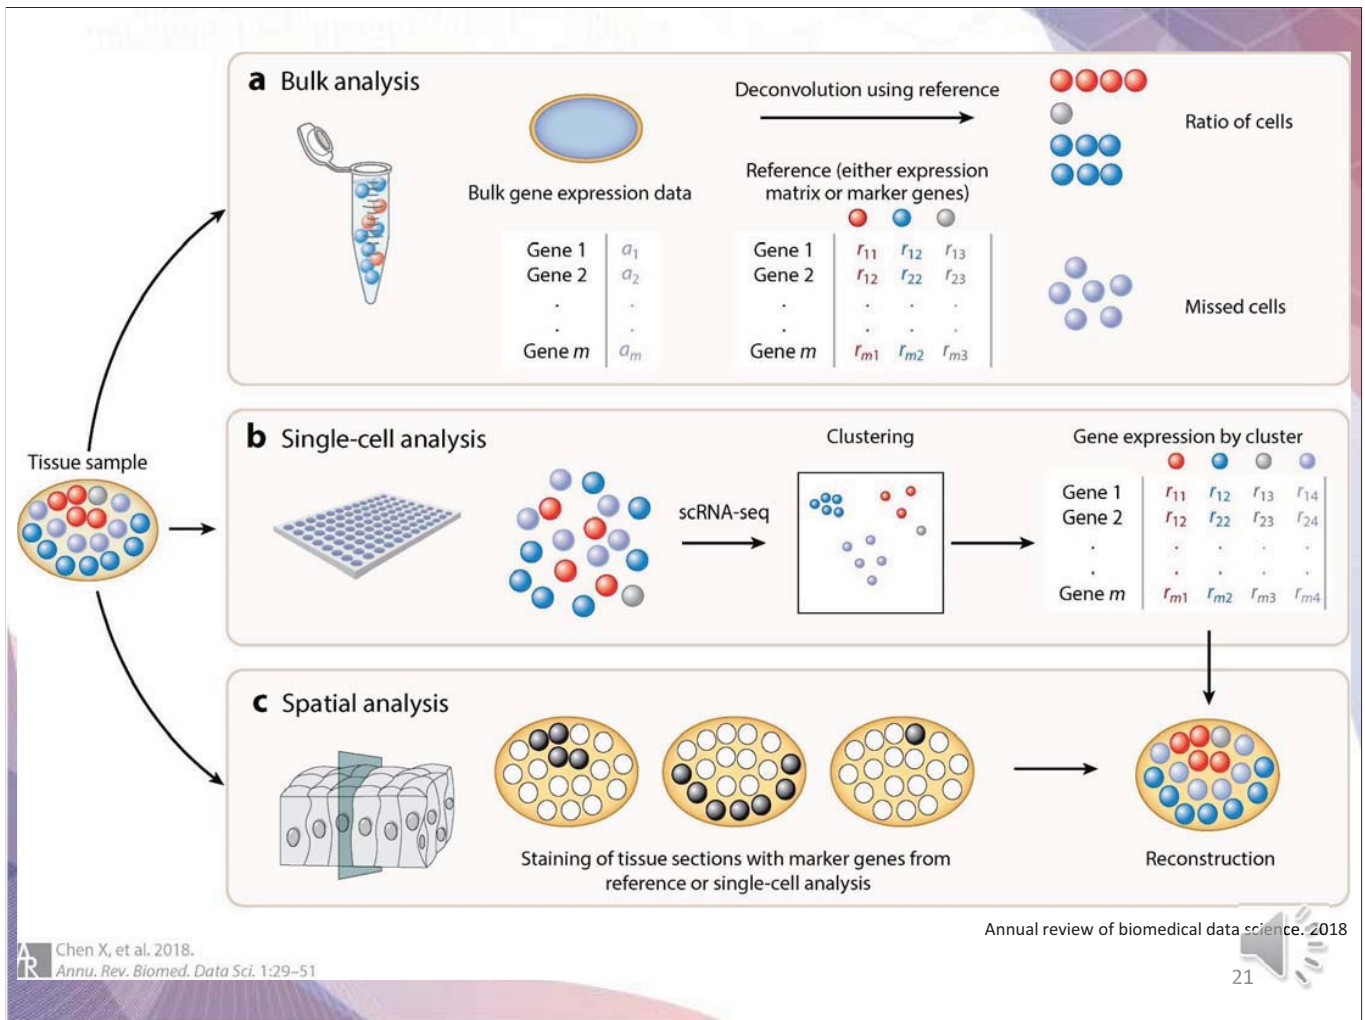 a Bulk analysis
Bulk gene expression data
Gene 1 a1
Gene 2 a2
. .
. .
Gene m am
Deconvolution using reference
Reference (either expression
matrix or marker genes)
Gene 1 r11 r12 r13
Gene 2 r12 r22 r23
. . . .
. . . .
Gene m rm1 rm2 rm3
Ratio of cells
Missed cells
Tissue sample
b Single-cell analysis
scRNA-seq
Clustering
Gene expression by cluster
Gene 1 r11 r12 r13 r14
Gene 2 r12 r22 r23 r24
. . . . .
. . . . .
Gene m rm1 rm2 rm3 rm4
c Spatial analysis
Staining of tissue sections with marker genes from
reference or single-cell analysis
Reconstruction
Annual review of biomedical data science. 2018
AR Chen X, et al. 2018.
Annu. Rev. Biomed. Data Sci. 1:29–51
21